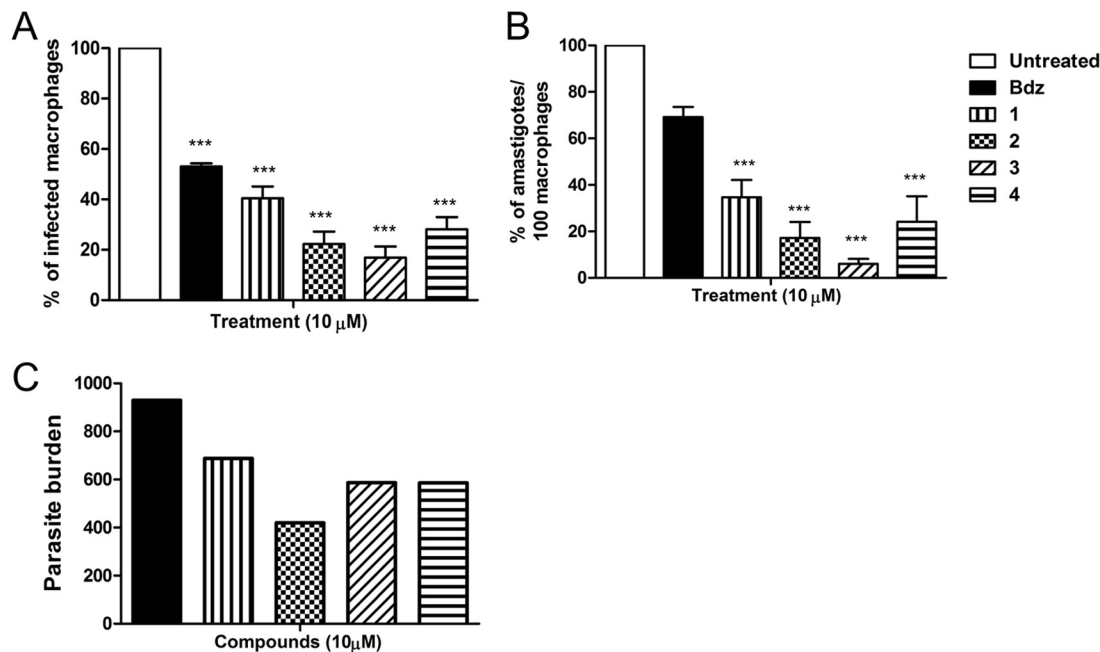 A
% of infected macrophages
100
80
60
40
20
0
***
***
***
***
***
Treatment (10 μM)
B
% of amastigotes/
100 macrophages
100
80
60
40
20
0
***
***
***
***
Treatment (10 μM)
Untreated
Bdz
1
2
3
4
C
Parasite burden
1000
800
600
400
200
0
Compounds (10μM)